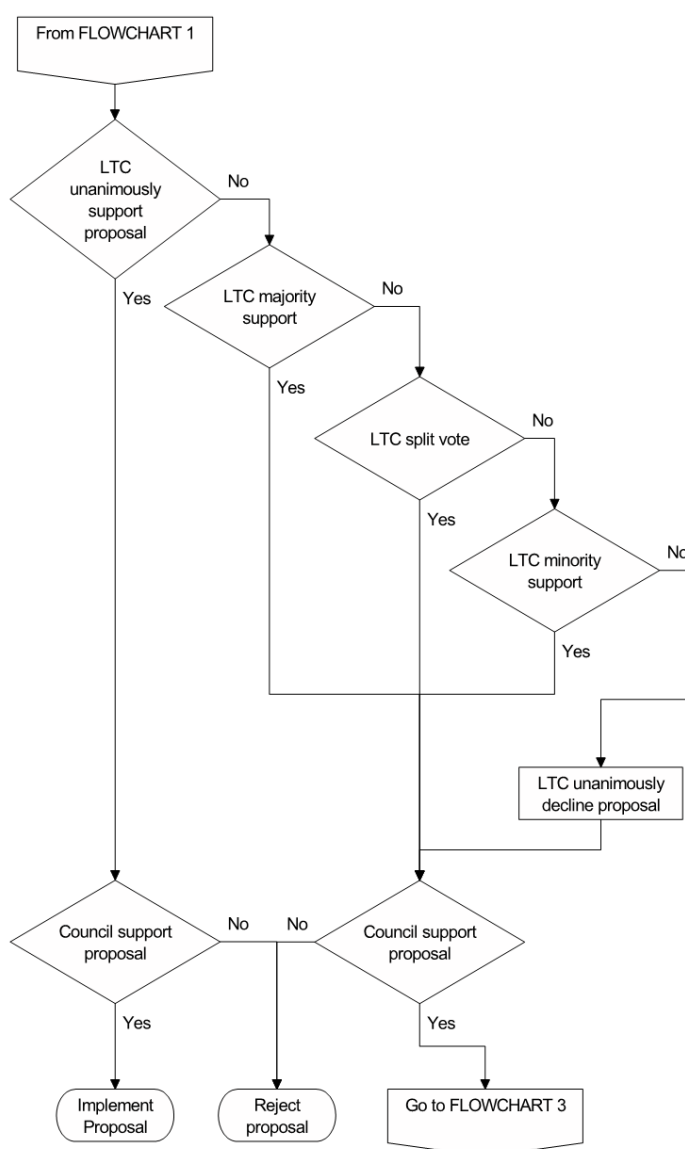 From FLOWCHART 1
LTC
unanimously
support
proposal
No
Yes
LTC majority
support
No
Yes
LTC split vote
No
Yes
LTC minority
support
No
Yes
LTC unanimously
decline proposal
Council support
proposal
No
No
Council support
proposal
Yes
Yes
Implement
Proposal
Reject
proposal
Go to FLOWCHART 3